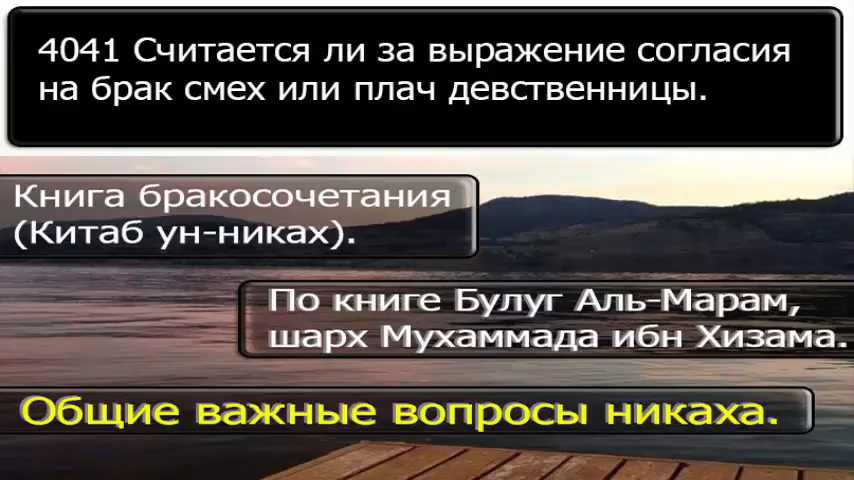 4041 Считается ли за выражение согласия
на брак смех или плач девственницы.
Книга бракосочетания
(Китаб ун-никах).
По книге Булуг Аль-Марам,
шарх Мухаммада ибн Хизама.
Общие важные вопросы никаха.